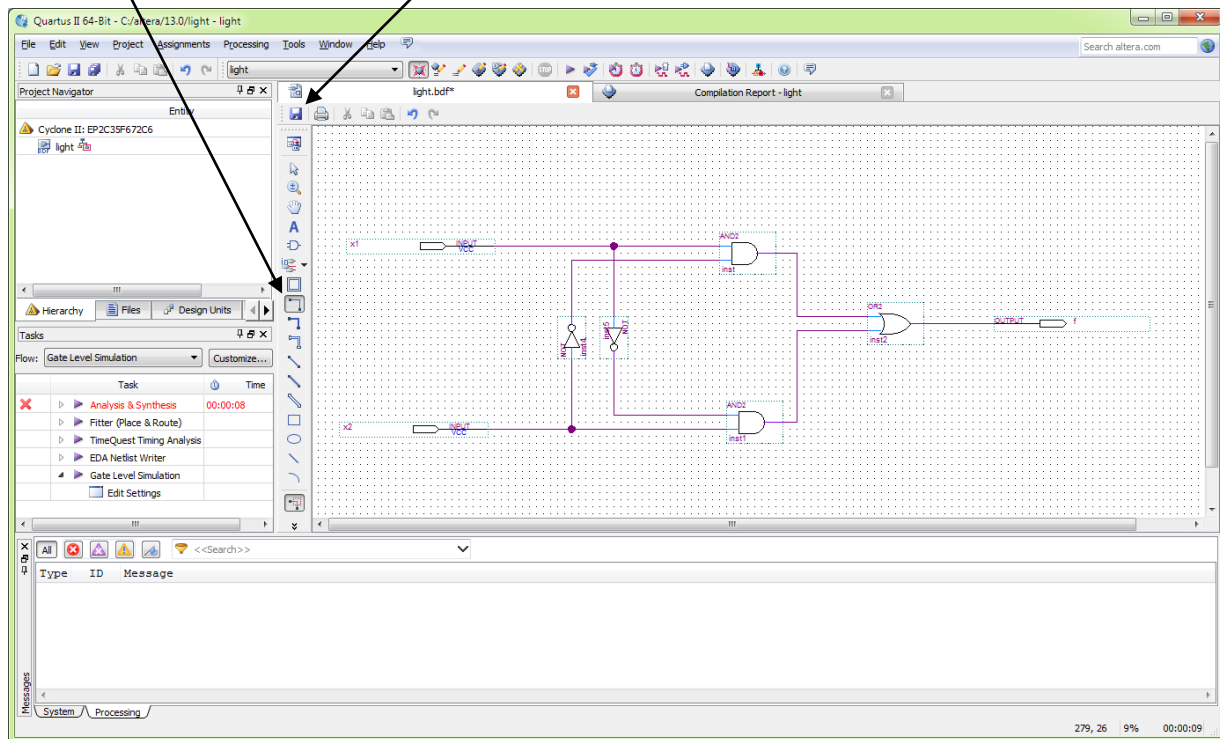 Quartus II 64-Bit - C:/altera/13.0/light - light
File Edit View Project Assignments Processing Tools Window Help
Search altera.com
light
Project Navigator
light.bdf*
Compilation Report - light
Entity
Cyclone II: EP2C35F672C6
light
Hierarchy Files Design Units
Tasks
Flow: Gate Level Simulation Customize...
Task Time
Analysis & Synthesis 00:00:08
Fitter (Place & Route)
TimeQuest Timing Analysis
EDA Netlist Writer
Gate Level Simulation
Edit Settings
A
x1 INPUT
VCC
AND2
inst
OR2
inst2
OUTPUT f
NOT
inst4
inst5
NOT
x2 INPUT
VCC
AND2
inst1
All <<Search>>
Type ID Message
Messages
System Processing
279, 26 9% 00:00:09